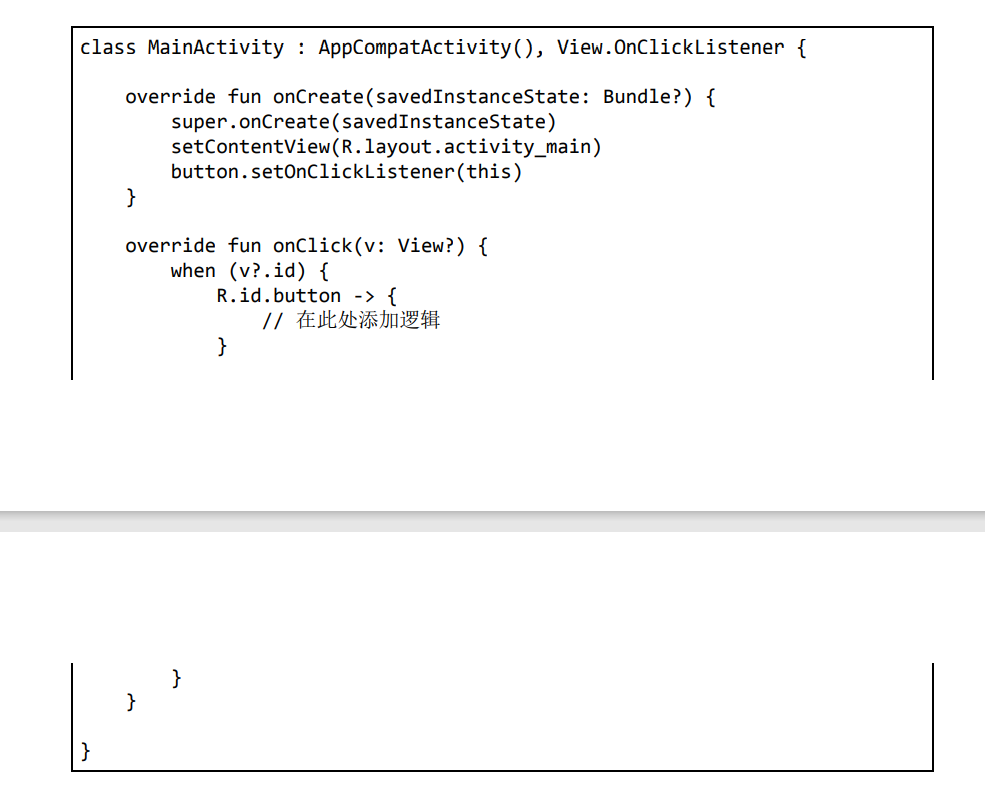 class MainActivity : AppCompatActivity(), View.OnClickListener {
override fun onCreate(savedInstanceState: Bundle?) {
super.onCreate(savedInstanceState)
setContentView(R.layout.activity_main)
button.setOnClickListener(this)
}
override fun onClick(v: View?) {
when (v?.id) {
R.id.button -> {
// 在此处添加逻辑
}
}
}
}